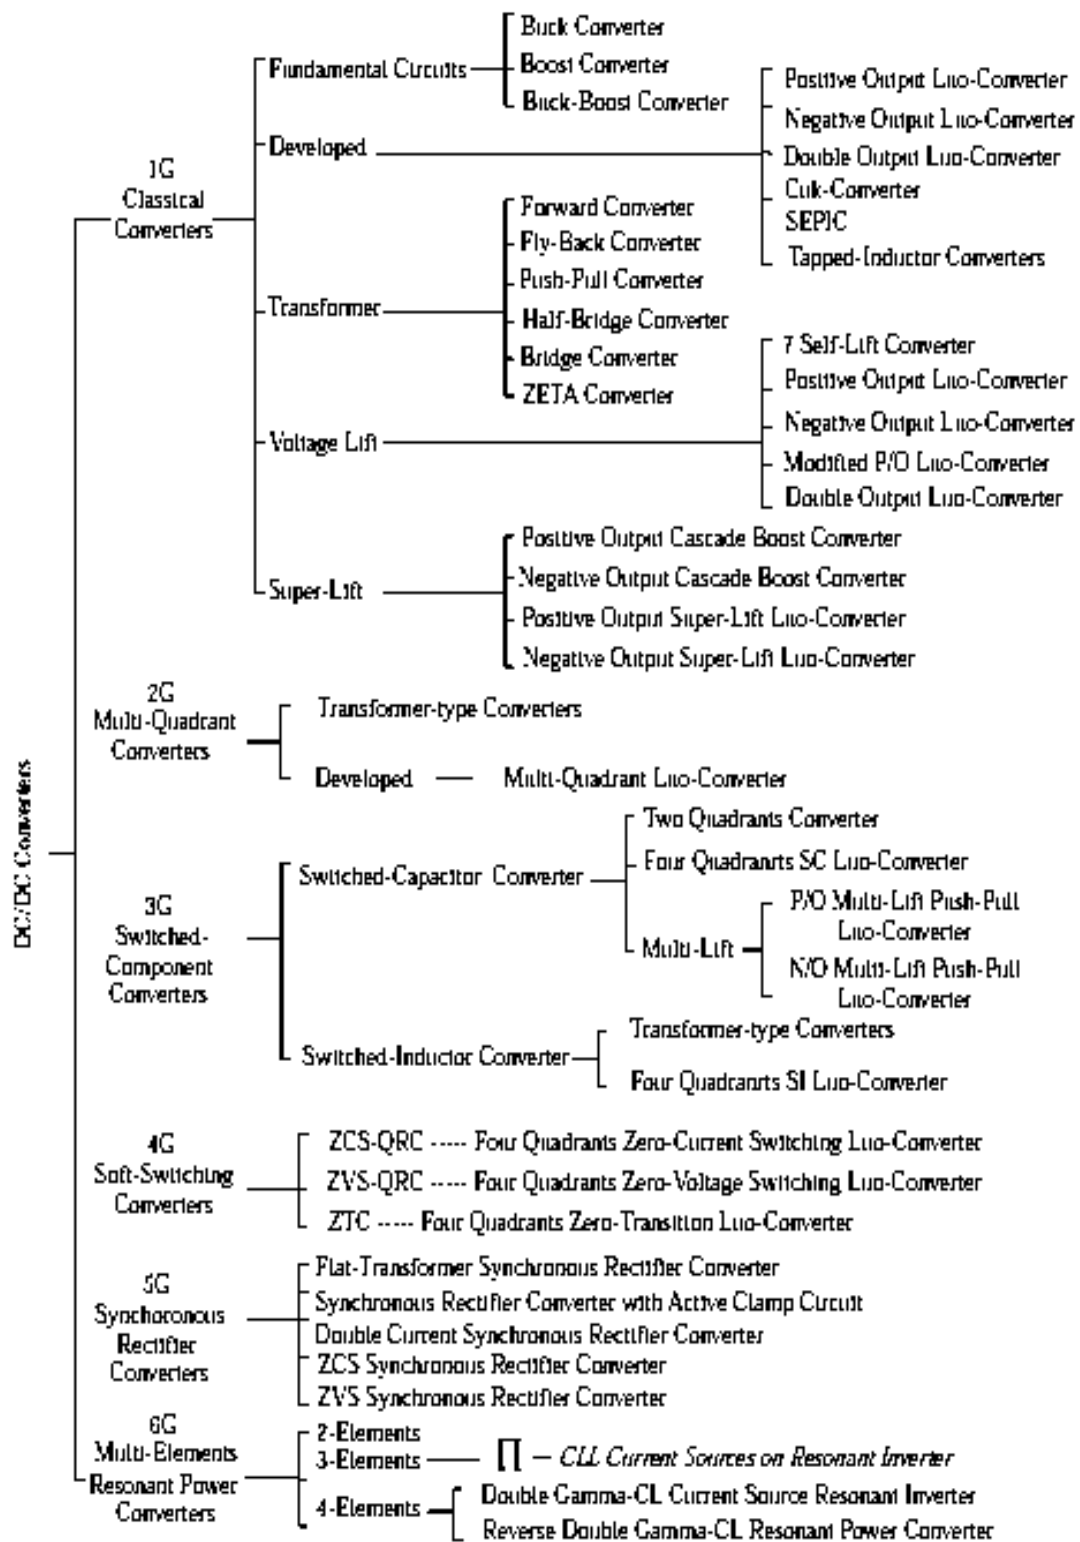 DC/DC Converters
1G
Classical
Converters
Fundamental Circuits
Buck Converter
Boost Converter
Buck-Boost Converter
Developed
Positive Output Luo-Converter
Negative Output Luo-Converter
Double Output Luo-Converter
Cuk-Converter
SEPIC
Tapped-Inductor Converters
Transformer
Forward Converter
Fly-Back Converter
Push-Pull Converter
Half-Bridge Converter
Bridge Converter
ZETA Converter
Voltage Lift
7 Self-Lift Converter
Positive Output Luo-Converter
Negative Output Luo-Converter
Modified P/O Luo-Converter
Double Output Luo-Converter
Super-Lift
Positive Output Cascade Boost Converter
Negative Output Cascade Boost Converter
Positive Output Super-Lift Luo-Converter
Negative Output Super-Lift Luo-Converter
2G
Multi-Quadrant
Converters
Transformer-type Converters
Developed
Multi-Quadrant Luo-Converter
3G
Switched-
Component
Converters
Switched-Capacitor Converter
Two Quadrants Converter
Four Quadranrts SC Luo-Converter
Multi-Lift
P/O Multi-Lift Push-Pull
Luo-Converter
N/O Multi-Lift Push-Pull
Luo-Converter
Switched-Inductor Converter
Transformer-type Converters
Four Quadranrts SI Luo-Converter
4G
Soft-Switching
Converters
ZCS-QRC ----- Four Quadrants Zero-Current Switching Luo-Converter
ZVS-QRC ----- Four Quadrants Zero-Voltage Switching Luo-Converter
ZTC ----- Four Quadrants Zero-Transition Luo-Converter
5G
Synchoronous
Rectifier
Converters
Flat-Transformer Synchronous Rectifier Converter
Synchronous Rectifier Converter with Active Clamp Circuit
Double Current Synchronous Rectifier Converter
ZCS Synchronous Rectifier Converter
ZVS Synchronous Rectifier Converter
6G
Multi-Elements
Resonant Power
Converters
2-Elements
3-Elements
∏ – CLL Current Sources on Resonant Inverter
4-Elements
Double Gamma-CL Current Source Resonant Inverter
Reverse Double Gamma-CL Resonant Power Converter